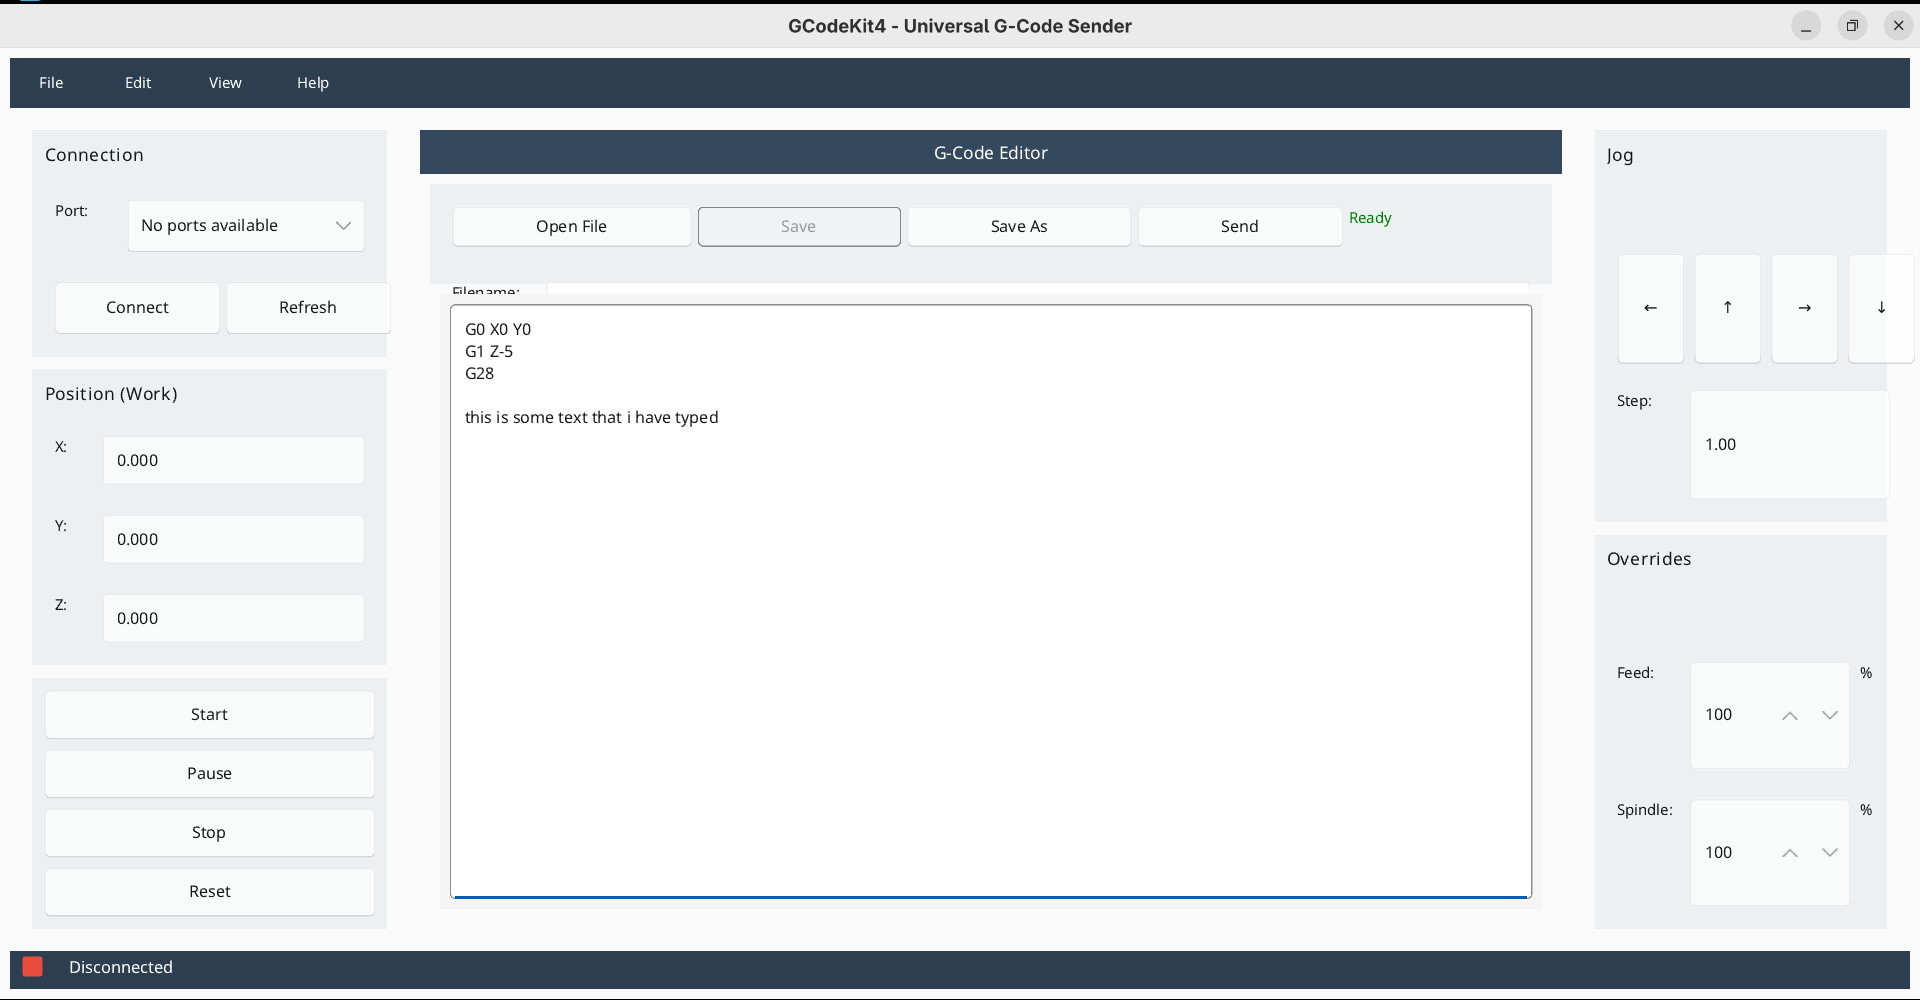 GCodeKit4 - Universal G-Code Sender
File Edit View Help
Connection
Port: No ports available
Connect Refresh
Position (Work)
X: 0.000
Y: 0.000
Z: 0.000
Start
Pause
Stop
Reset
G-Code Editor
Open File Save Save As Send Ready
Filename:
G0 X0 Y0
G1 Z-5
G28
this is some text that i have typed
Jog
← ↑ → ↓
Step: 1.00
Overrides
Feed: 100 %
Spindle: 100 %
Disconnected